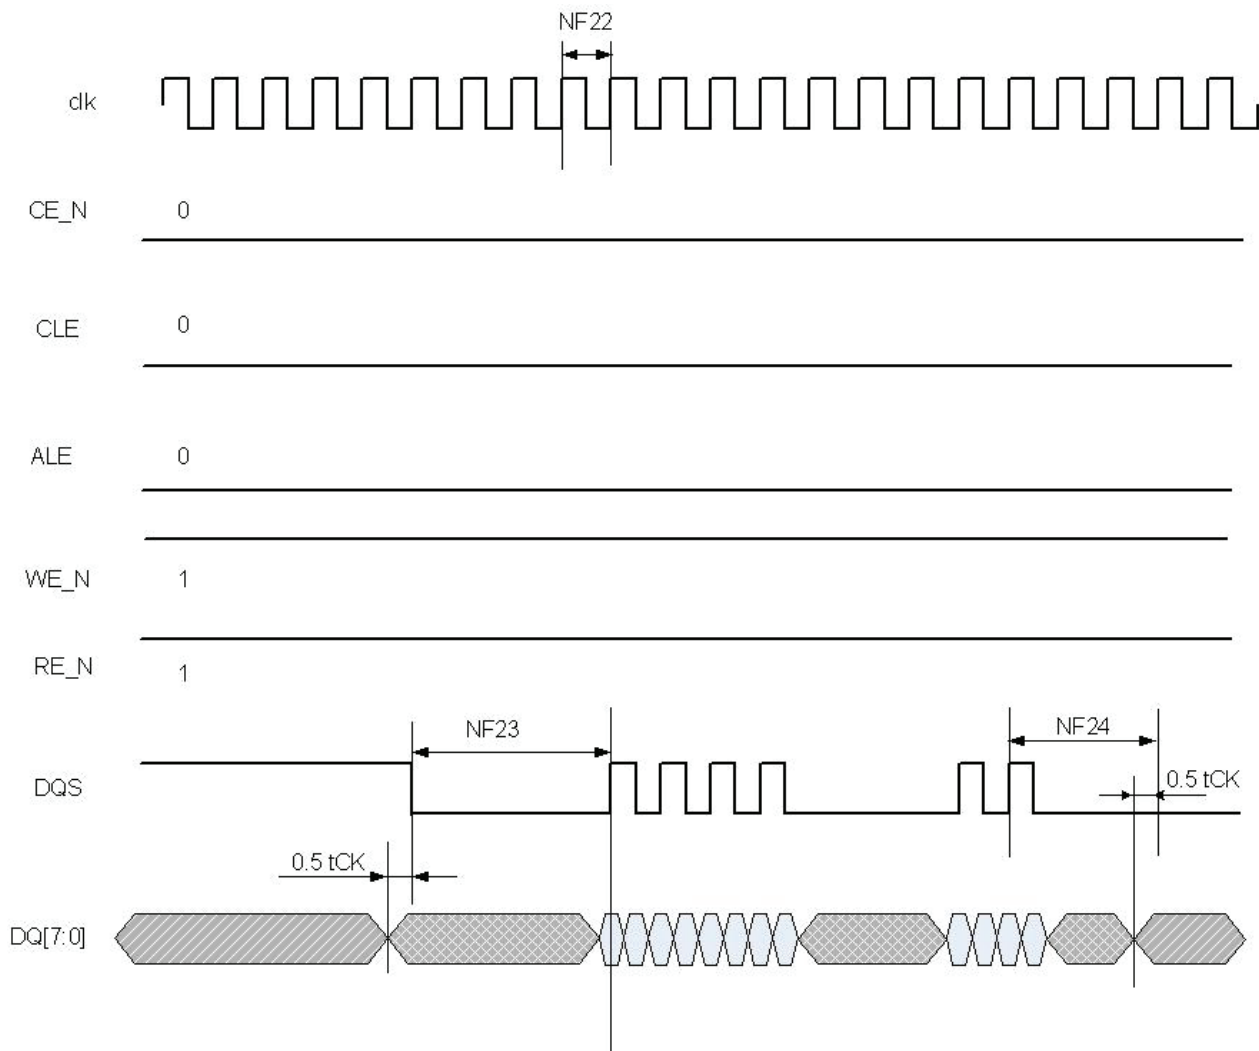 NF22
clk
CE_N 0
CLE 0
ALE 0
WE_N 1
RE_N 1
NF23 NF24
DQS 0.5 tCK
0.5 tCK
DQ[7:0]